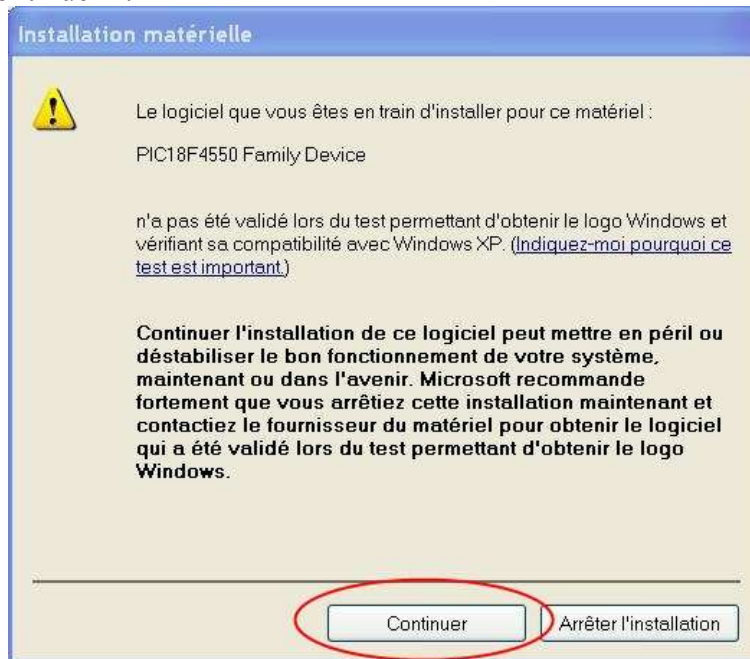 Installation matérielle
Le logiciel que vous êtes en train d'installer pour ce matériel :
PIC18F4550 Family Device
n'a pas été validé lors du test permettant d'obtenir le logo Windows et
vérifiant sa compatibilité avec Windows XP. (Indiquez-moi pourquoi ce
test est important.)
Continuer l'installation de ce logiciel peut mettre en péril ou
déstabiliser le bon fonctionnement de votre système,
maintenant ou dans l'avenir. Microsoft recommande
fortement que vous arrêtiez cette installation maintenant et
contactiez le fournisseur du matériel pour obtenir le logiciel
qui a été validé lors du test permettant d'obtenir le logo
Windows.
Continuer
Arrêter l'installation